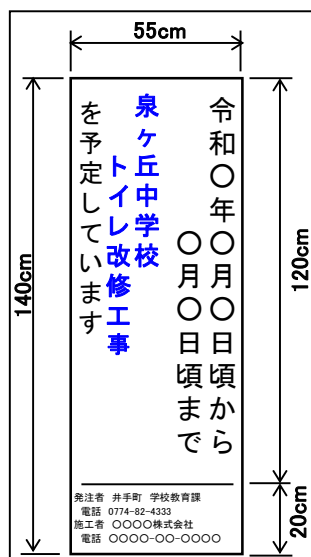 55cm
140cm
120cm
20cm
令和〇年〇月〇日頃から
〇月〇日頃まで
泉ヶ丘中学校
トイレ改修工事
を予定しています
発注者 井手町 学校教育課
電話 0774-82-4333
施工者 〇〇〇〇株式会社
電話 〇〇〇〇-〇〇-〇〇〇〇